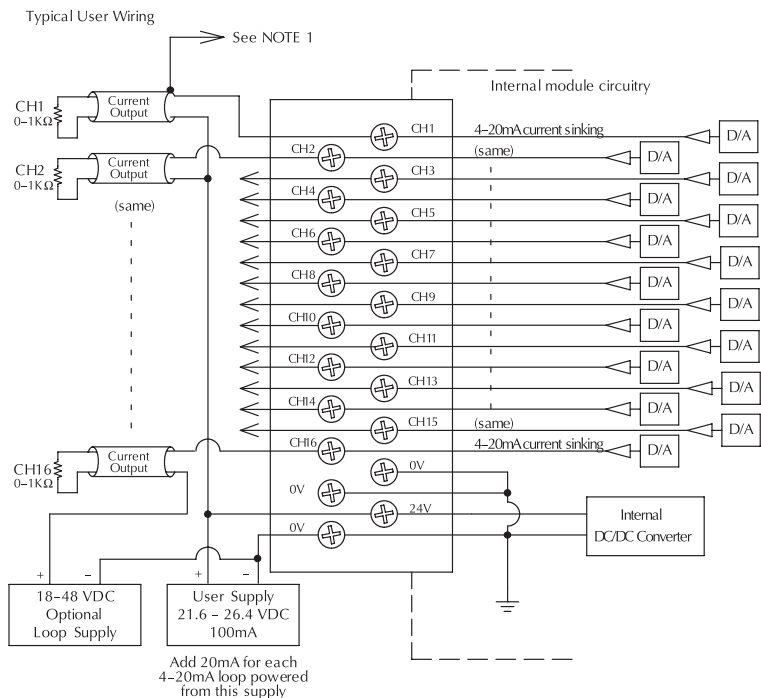 Typical User Wiring
See NOTE 1
Internal module circuitry
CH1
0–1KΩ
Current
Output
CH1
4–20mA current sinking
D/A
CH2
0–1KΩ
Current
Output
CH2
(same)
D/A
(same)
CH3
D/A
CH4
D/A
CH5
D/A
CH6
D/A
CH7
D/A
CH8
D/A
CH9
D/A
CH10
D/A
CH11
D/A
CH12
D/A
CH13
D/A
CH14
D/A
CH15
(same)
D/A
CH16
0–1KΩ
Current
Output
CH16
4–20mA current sinking
D/A
0V
0V
24V
0V
Internal
DC/DC Converter
+ –
18–48 VDC
Optional
Loop Supply
+ –
User Supply
21.6 – 26.4 VDC
100mA
Add 20mA for each
4–20mA loop powered
from this supply